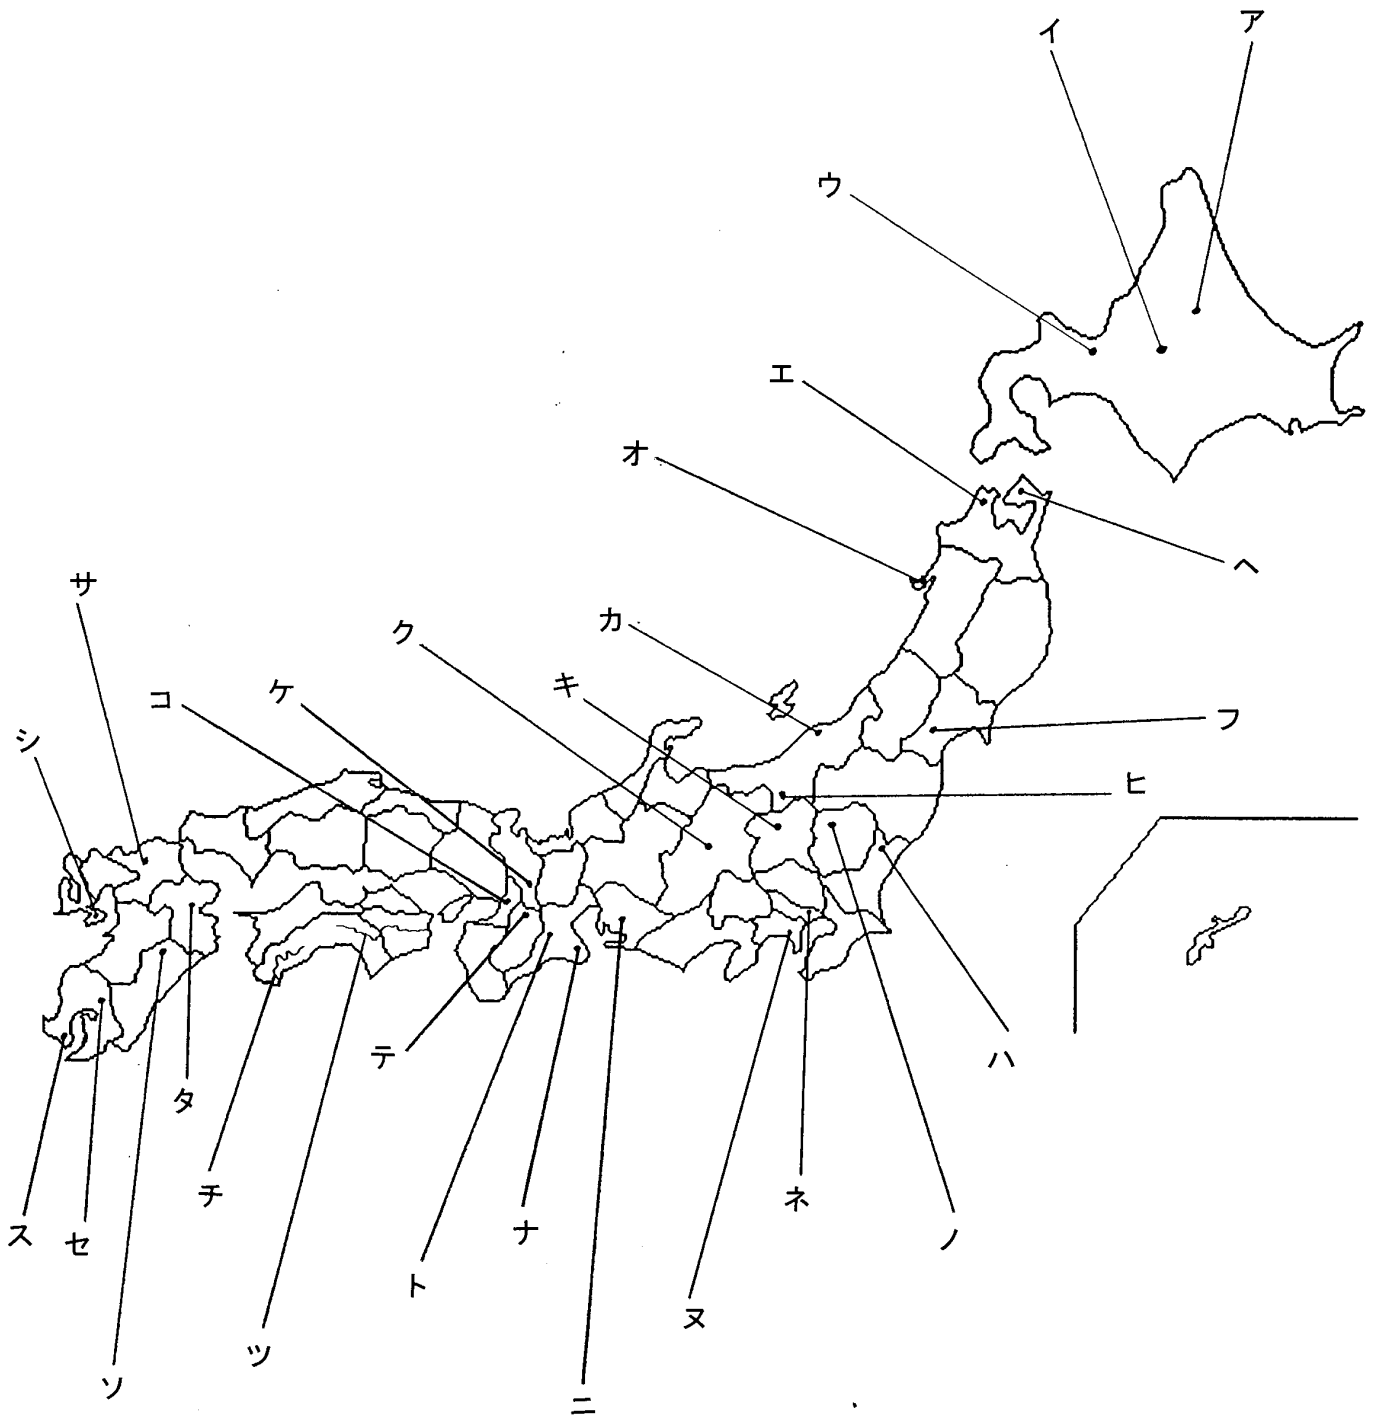 ア
イ
ウ
エ
オ
ヘ
サ
カ
ク
キ
ケ
コ
フ
シ
ヒ
テ
ハ
タ
チ
ネ
ナ
ス
セ
ノ
ト
ヌ
ツ
ソ
ニ